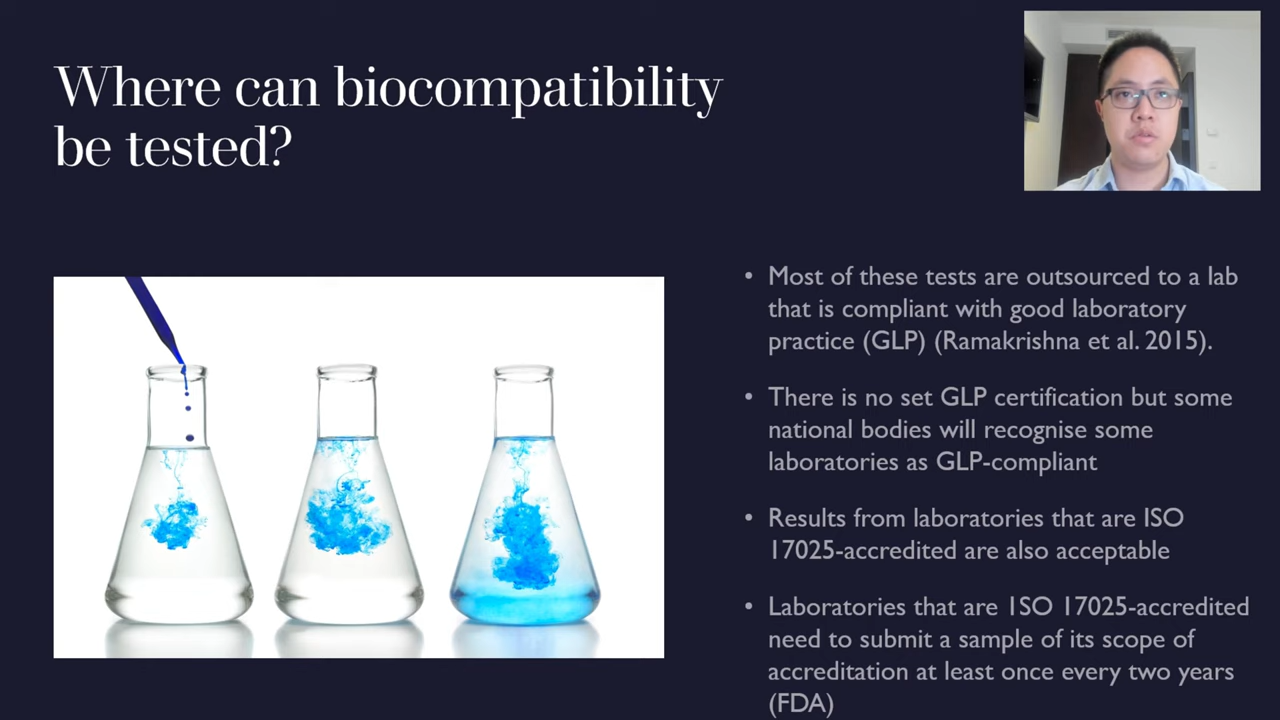 Where can biocompatibility
be tested?
• Most of these tests are outsourced to a lab
that is compliant with good laboratory
practice (GLP) (Ramakrishna et al. 2015).
• There is no set GLP certification but some
national bodies will recognise some
laboratories as GLP-compliant
• Results from laboratories that are ISO
17025-accredited are also acceptable
• Laboratories that are ISO 17025-accredited
need to submit a sample of its scope of
accreditation at least once every two years
(FDA)